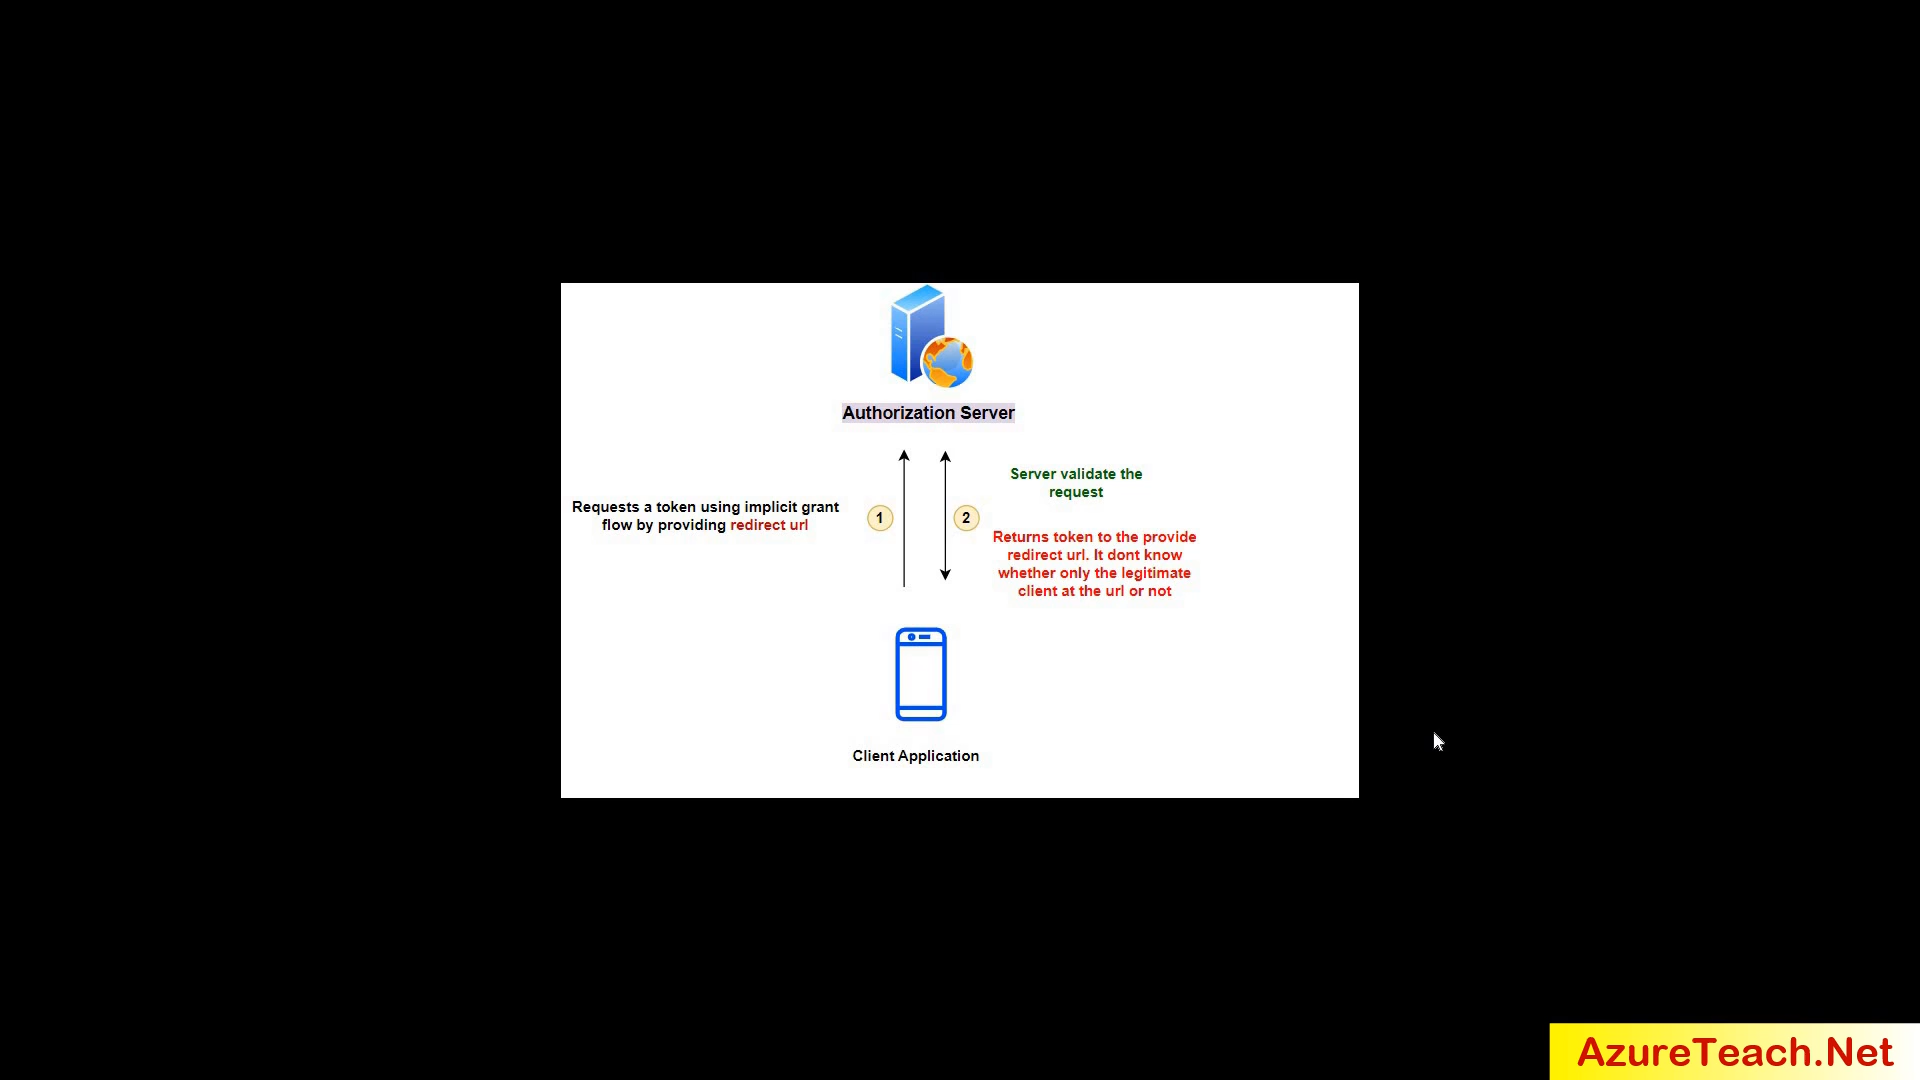 Authorization Server
Requests a token using implicit grant
flow by providing redirect url
1
2
Server validate the
request
Returns token to the provide
redirect url. It dont know
whether only the legitimate
client at the url or not
Client Application
AzureTeach.Net